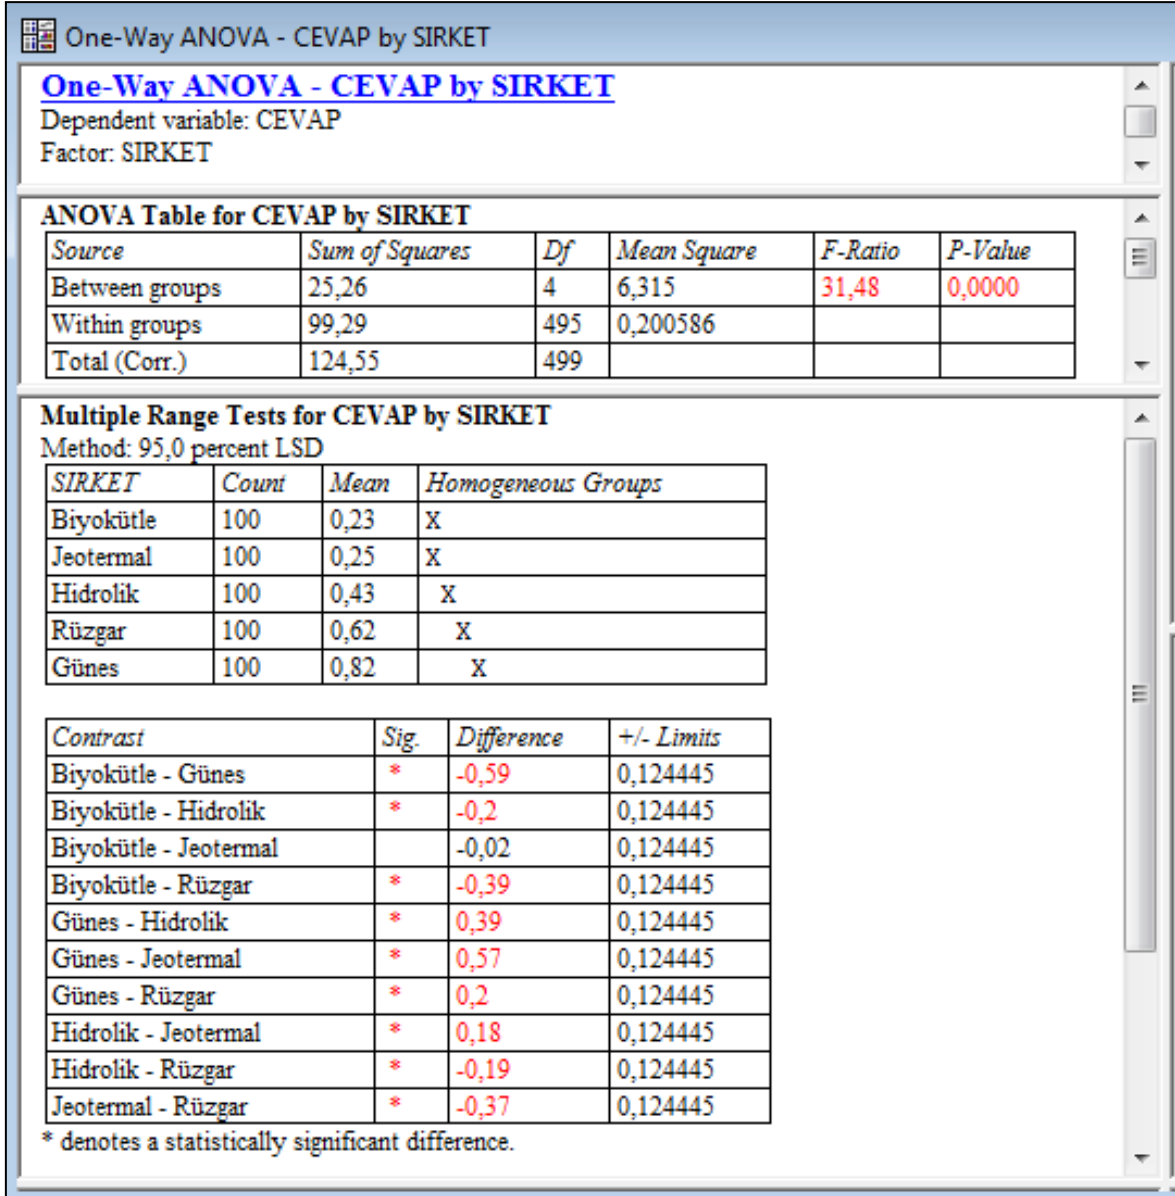 One-Way ANOVA - CEVAP by SIRKET
One-Way ANOVA - CEVAP by SIRKET
Dependent variable: CEVAP
Factor: SIRKET
ANOVA Table for CEVAP by SIRKET
Source Sum of Squares Df Mean Square F-Ratio P-Value
Between groups 25,26 4 6,315 31,48 0,0000
Within groups 99,29 495 0,200586
Total (Corr.) 124,55 499
Multiple Range Tests for CEVAP by SIRKET
Method: 95,0 percent LSD
SIRKET Count Mean Homogeneous Groups
Biyokütle 100 0,23 X
Jeotermal 100 0,25 X
Hidrolik 100 0,43 X
Rüzgar 100 0,62 X
Günes 100 0,82 X
Contrast Sig. Difference +/- Limits
Biyokütle - Günes * -0,59 0,124445
Biyokütle - Hidrolik * -0,2 0,124445
Biyokütle - Jeotermal -0,02 0,124445
Biyokütle - Rüzgar * -0,39 0,124445
Günes - Hidrolik * 0,39 0,124445
Günes - Jeotermal * 0,57 0,124445
Günes - Rüzgar * 0,2 0,124445
Hidrolik - Jeotermal * 0,18 0,124445
Hidrolik - Rüzgar * -0,19 0,124445
Jeotermal - Rüzgar * -0,37 0,124445
* denotes a statistically significant difference.